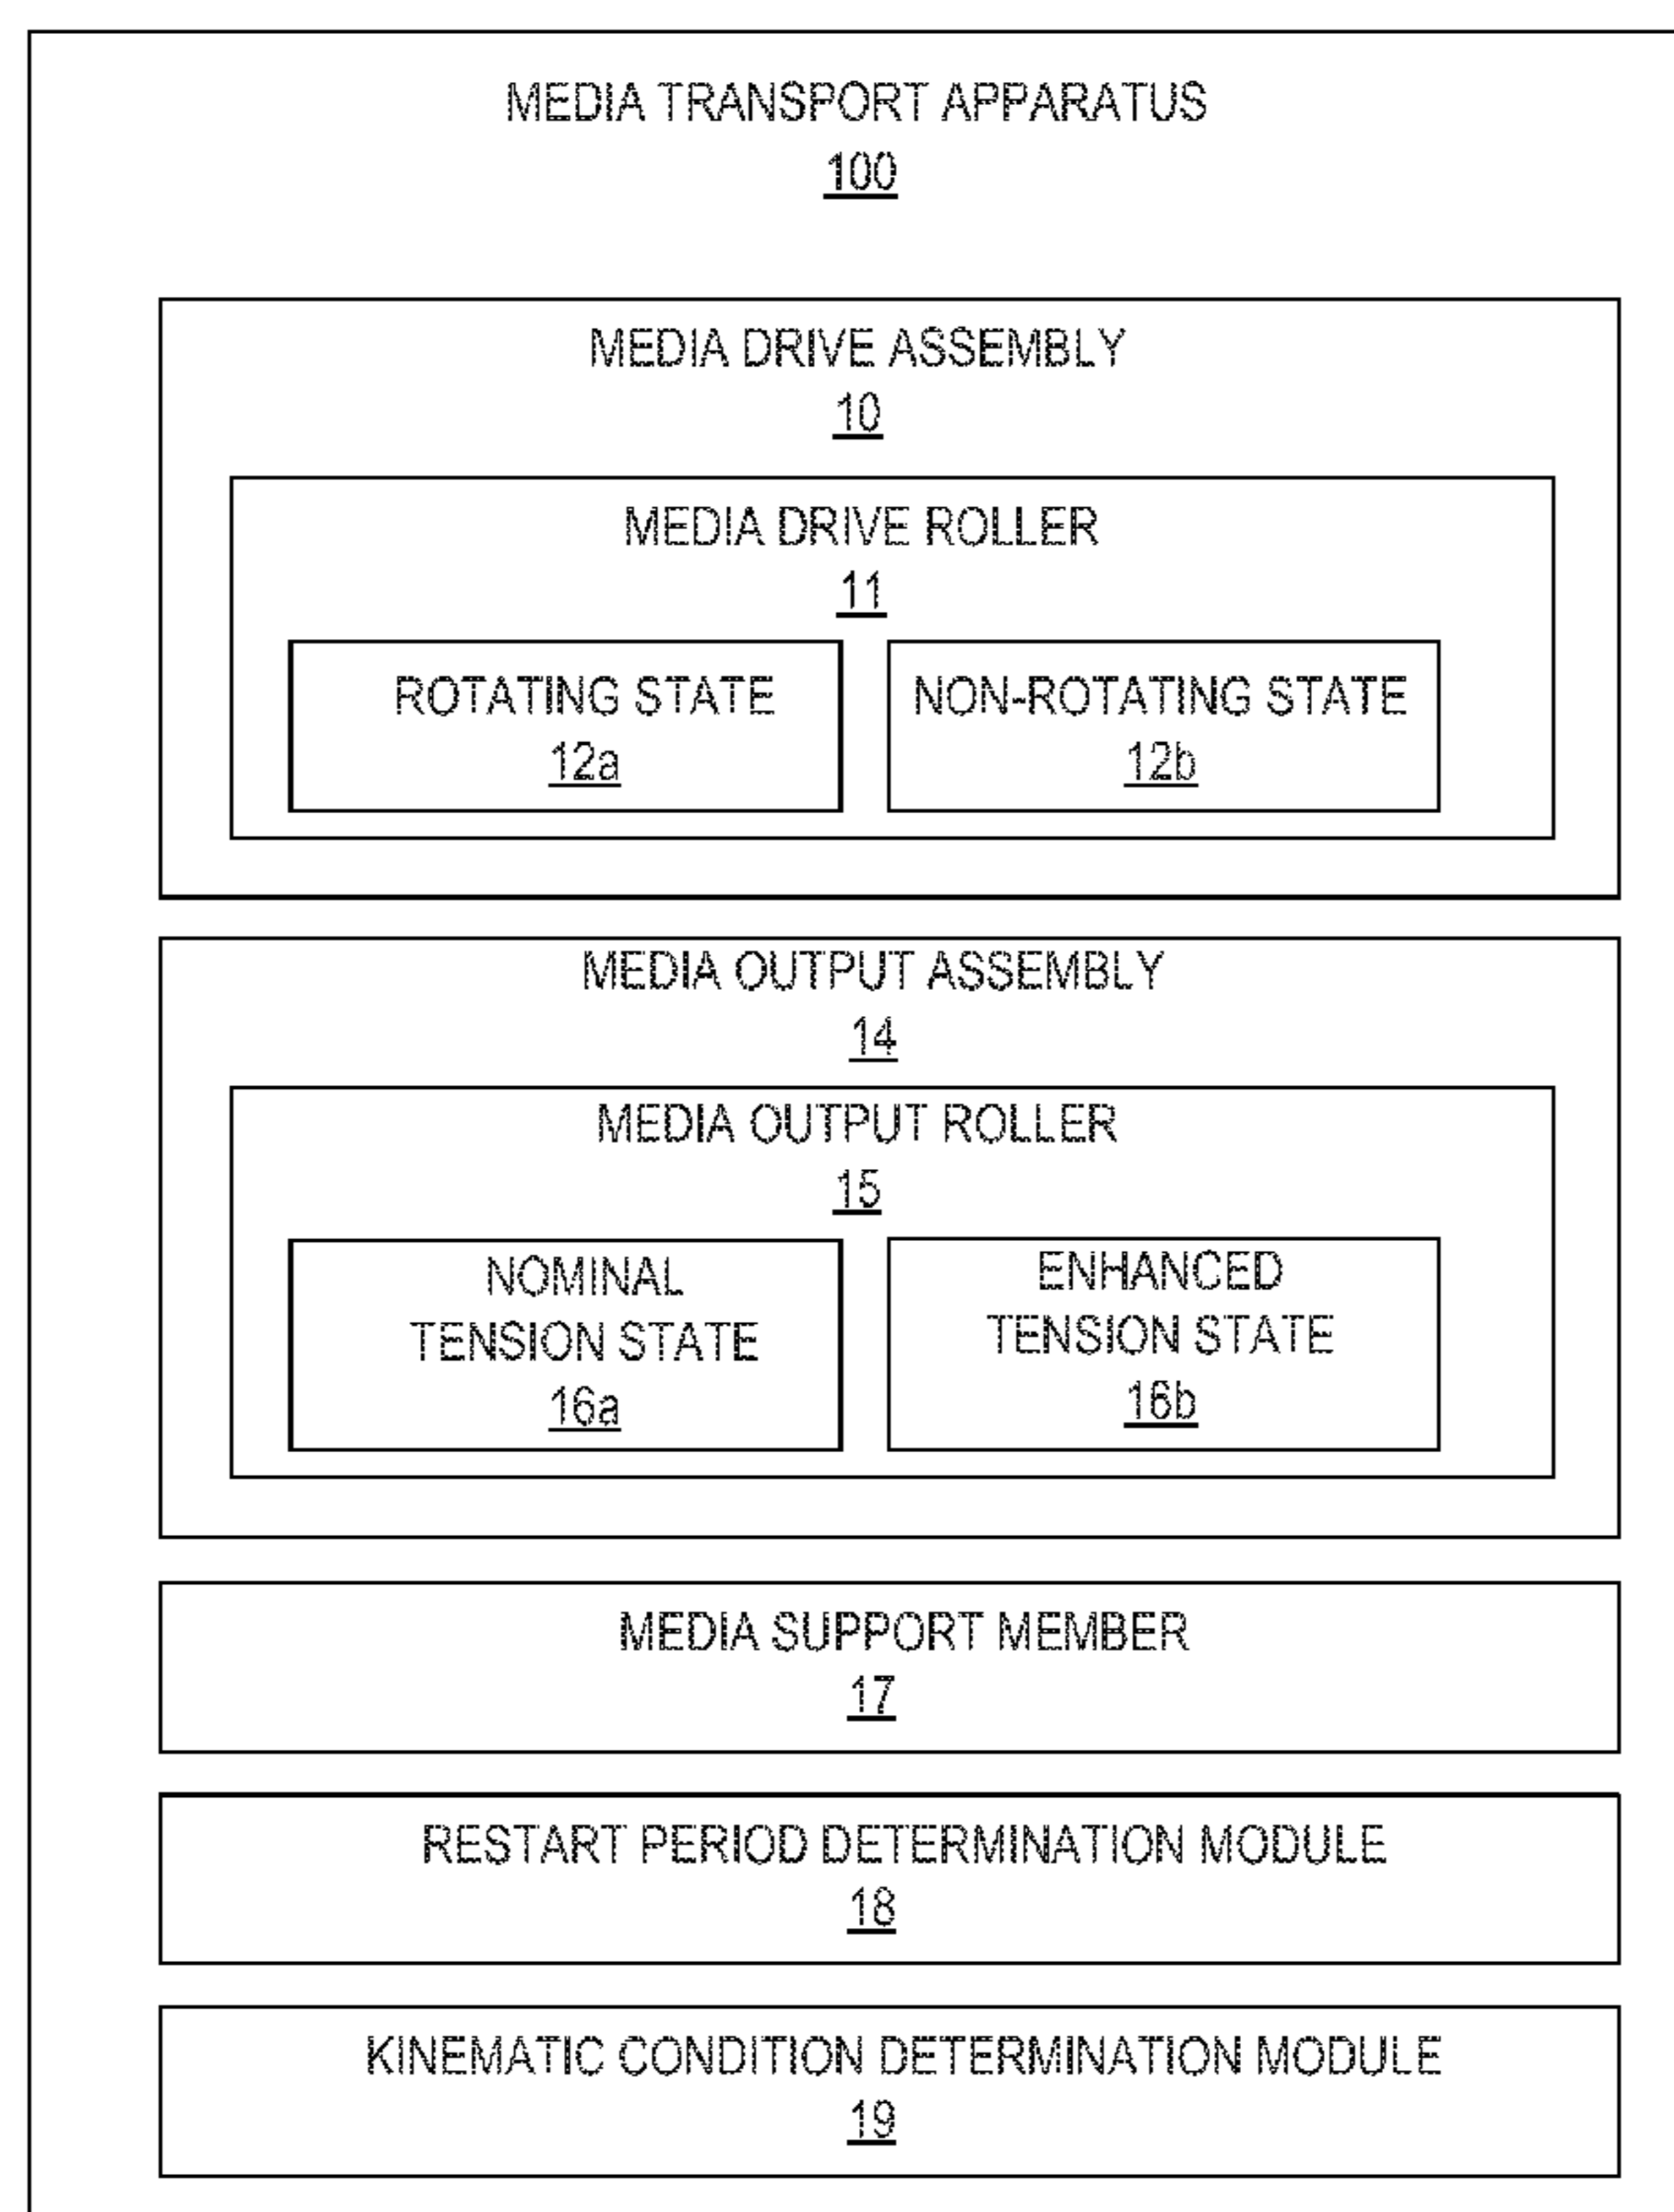 MEDIA TRANSPORT APPARATUS
100
MEDIA DRIVE ASSEMBLY
10
MEDIA DRIVE ROLLER
11
ROTATING STATE
12a
NON-ROTATING STATE
12b
MEDIA OUTPUT ASSEMBLY
14
MEDIA OUTPUT ROLLER
15
NOMINAL
TENSION STATE
16a
ENHANCED
TENSION STATE
16b
MEDIA SUPPORT MEMBER
17
RESTART PERIOD DETERMINATION MODULE
18
KINEMATIC CONDITION DETERMINATION MODULE
19